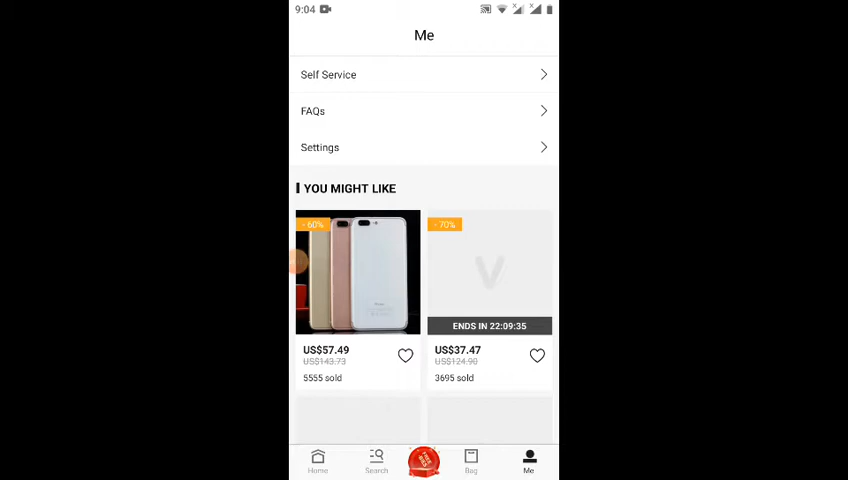 9:04
Me
Self Service
FAQs
Settings
YOU MIGHT LIKE
- 60%
- 70%
V
ENDS IN 22:09:35
US$57.49
US$37.47
US$143.73
US$124.90
5555 sold
3695 sold
Home
Search
Bag
Me